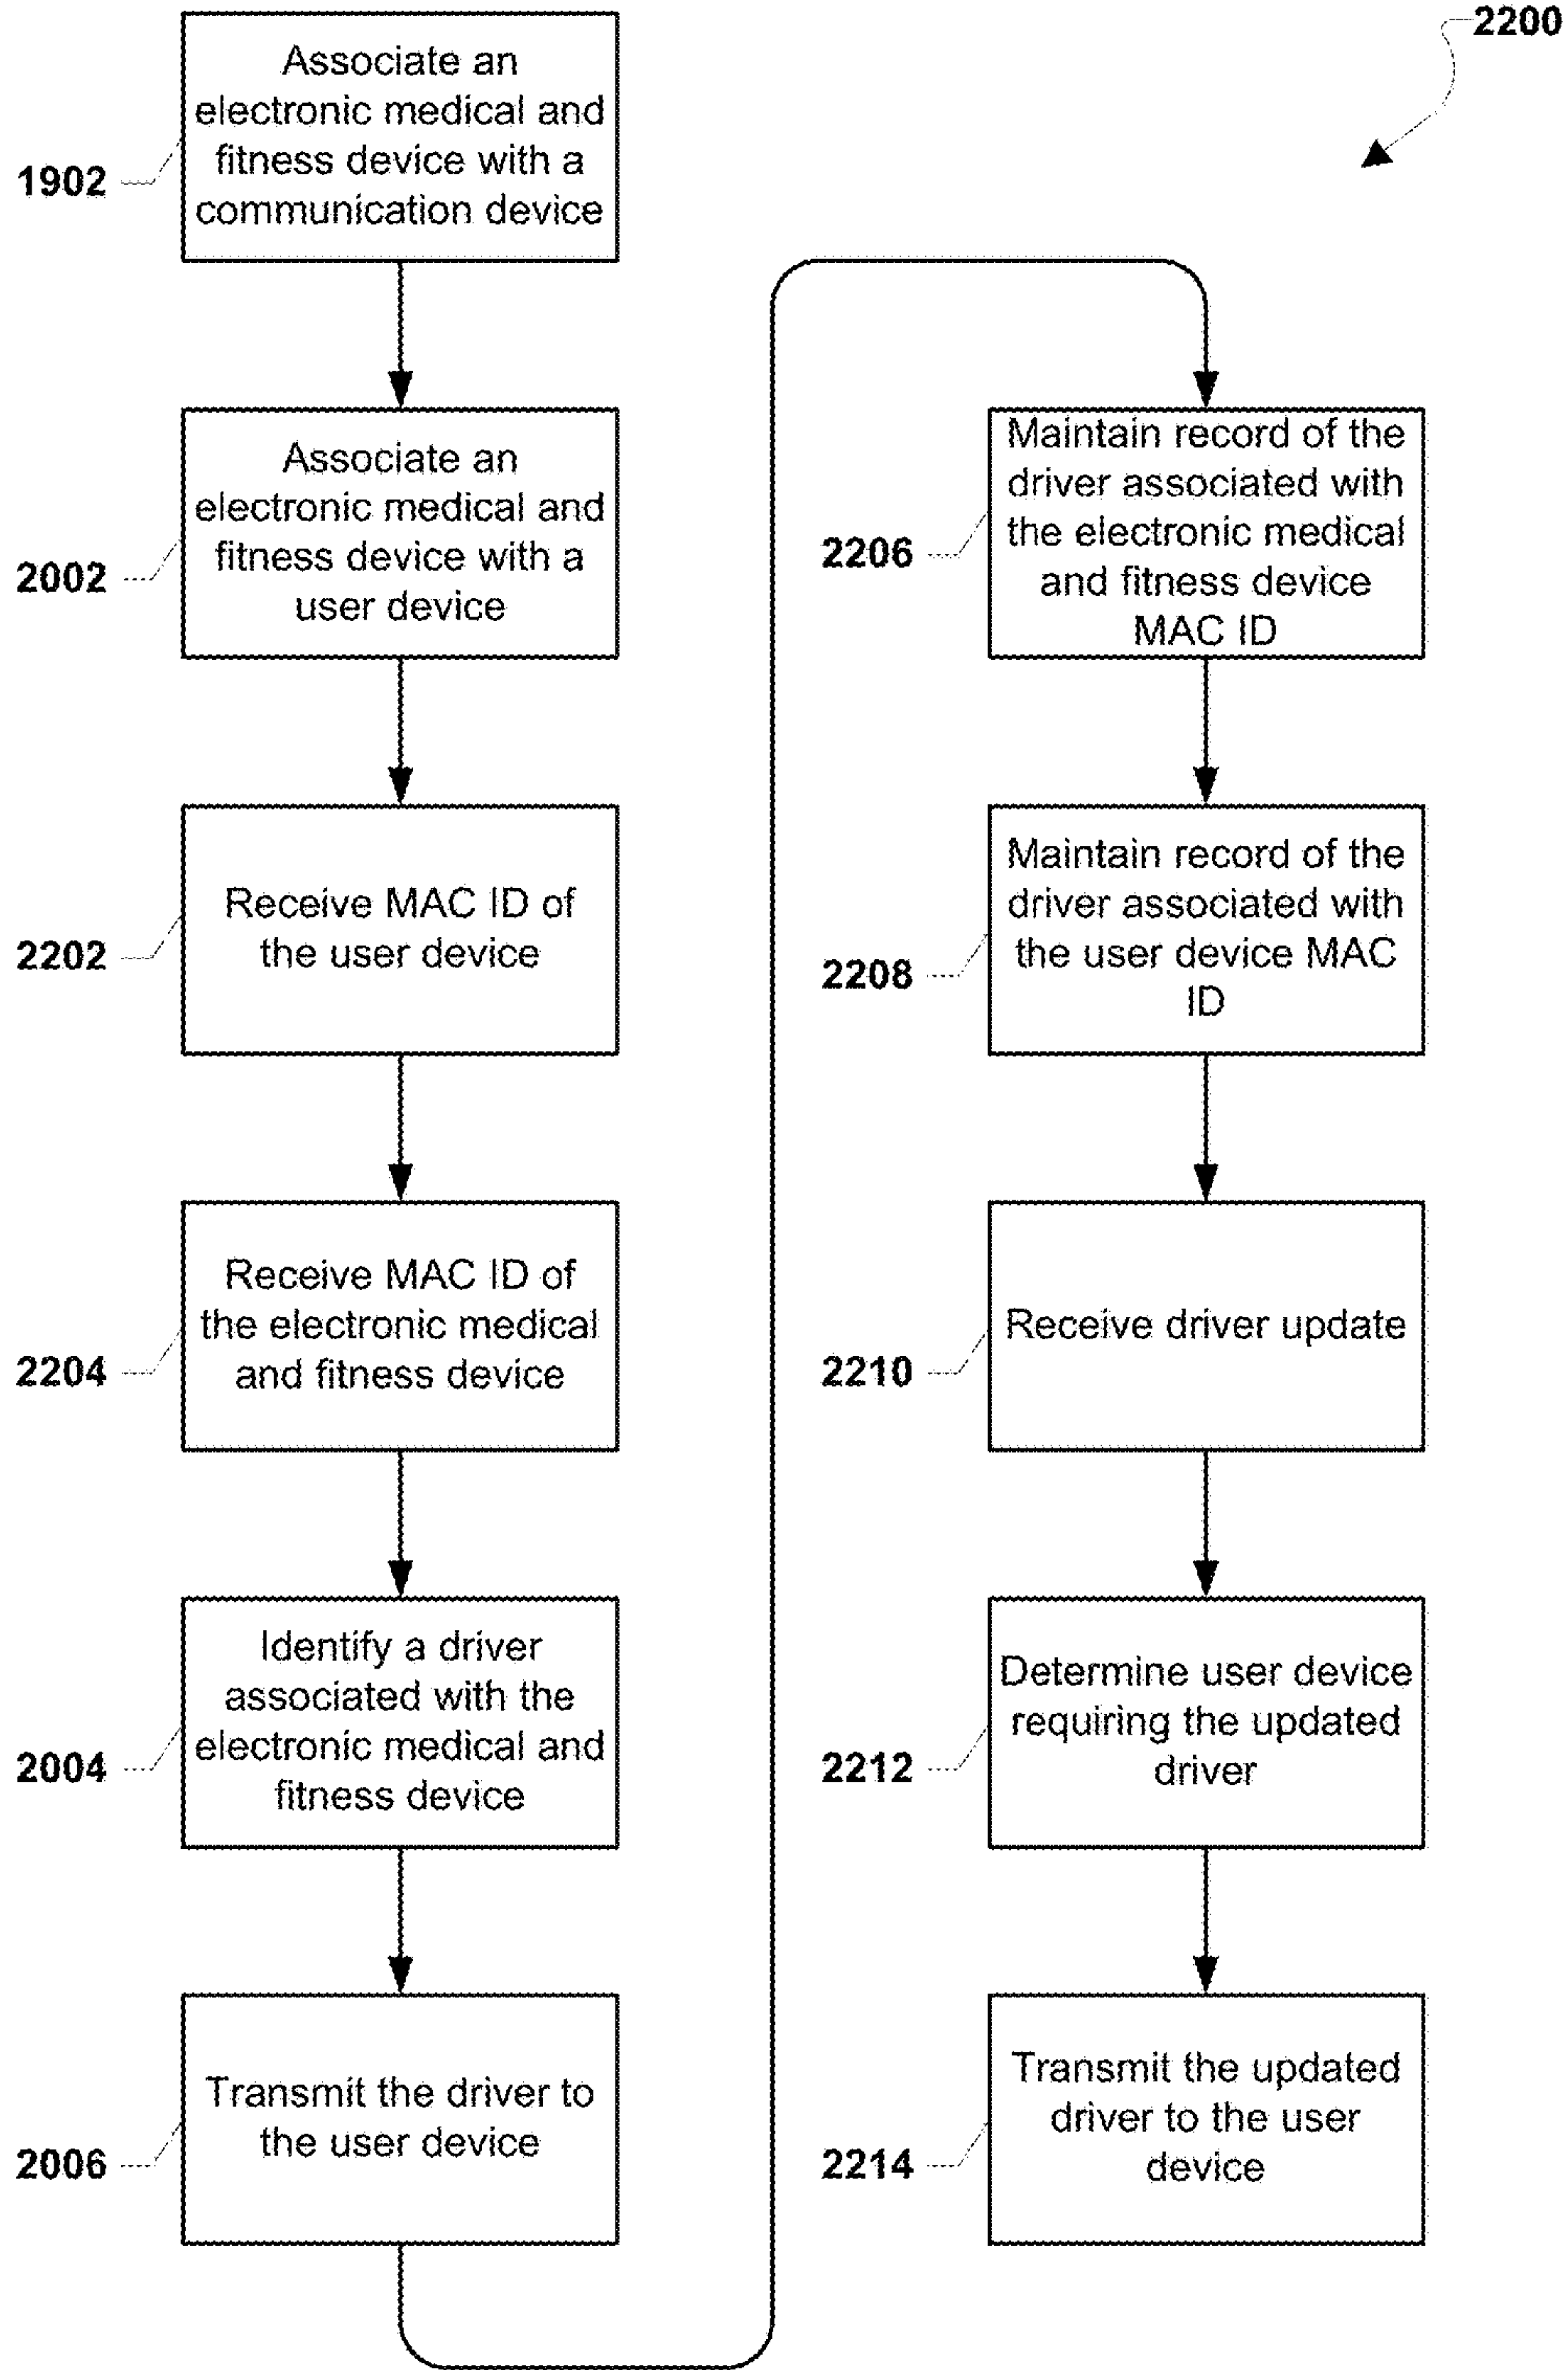 2200
Associate an
electronic medical and
fitness device with a
communication device
1902
Associate an
electronic medical and
fitness device with a
user device
2002
Receive MAC ID of
the user device
2202
Receive MAC ID of
the electronic medical
and fitness device
2204
Identify a driver
associated with the
electronic medical and
fitness device
2004
Transmit the driver to
the user device
2006
Maintain record of the
driver associated with
the electronic medical
and fitness device
MAC ID
2206
Maintain record of the
driver associated with
the user device MAC
ID
2208
Receive driver update
2210
Determine user device
requiring the updated
driver
2212
Transmit the updated
driver to the user
device
2214